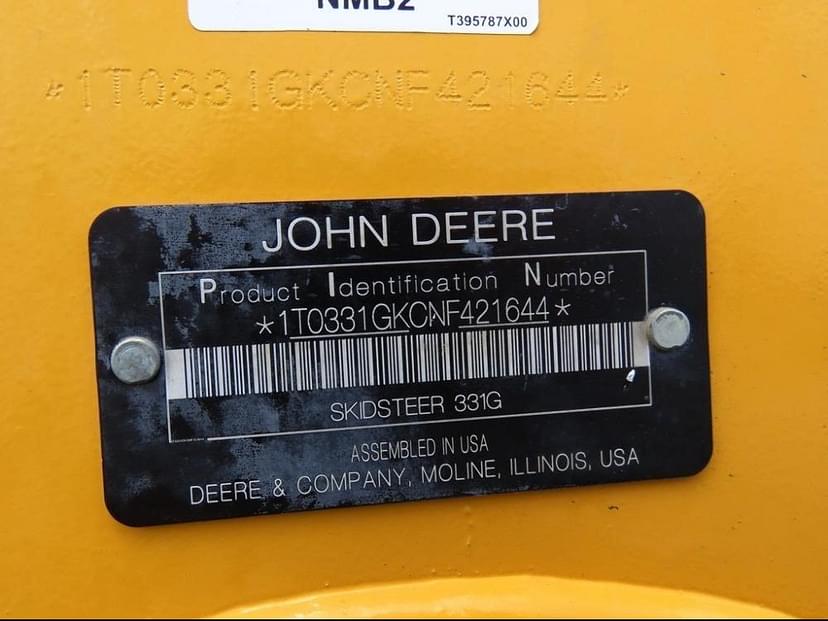 NMB2
T395787X00
*1T0331GKCNF421644*
JOHN DEERE
Product Identification Number
*1T0331GKCNF421644*
SKIDSTEER 331G
ASSEMBLED IN USA
DEERE & COMPANY, MOLINE, ILLINOIS, USA